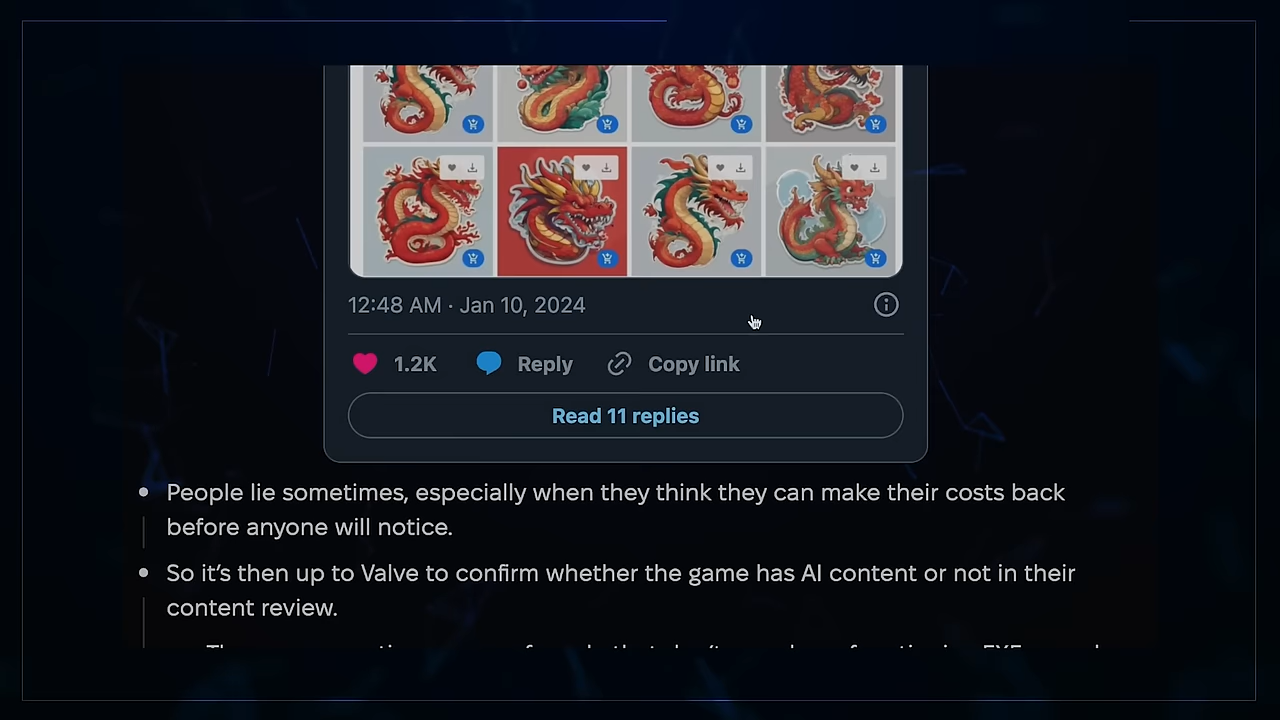 12:48 AM · Jan 10, 2024
1.2K Reply Copy link
Read 11 replies
People lie sometimes, especially when they think they can make their costs back
before anyone will notice.
So it's then up to Valve to confirm whether the game has AI content or not in their
content review.